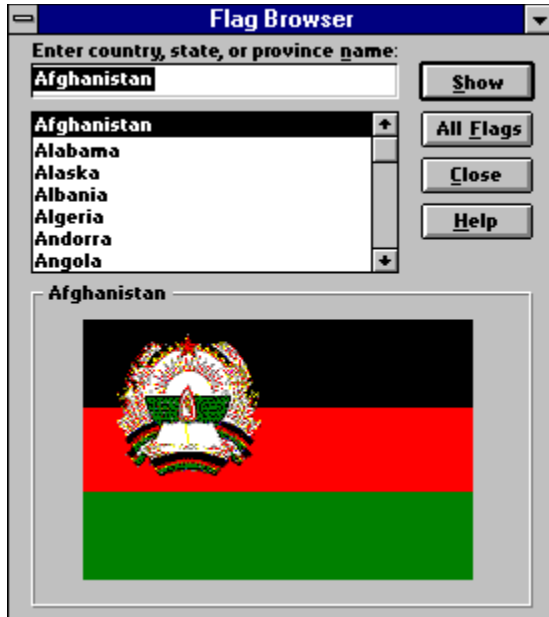 Flag Browser
Enter country, state, or province name:
Afghanistan
Show
Afghanistan
Alabama
Alaska
Albania
Algeria
Andorra
Angola
All Flags
Close
Help
Afghanistan